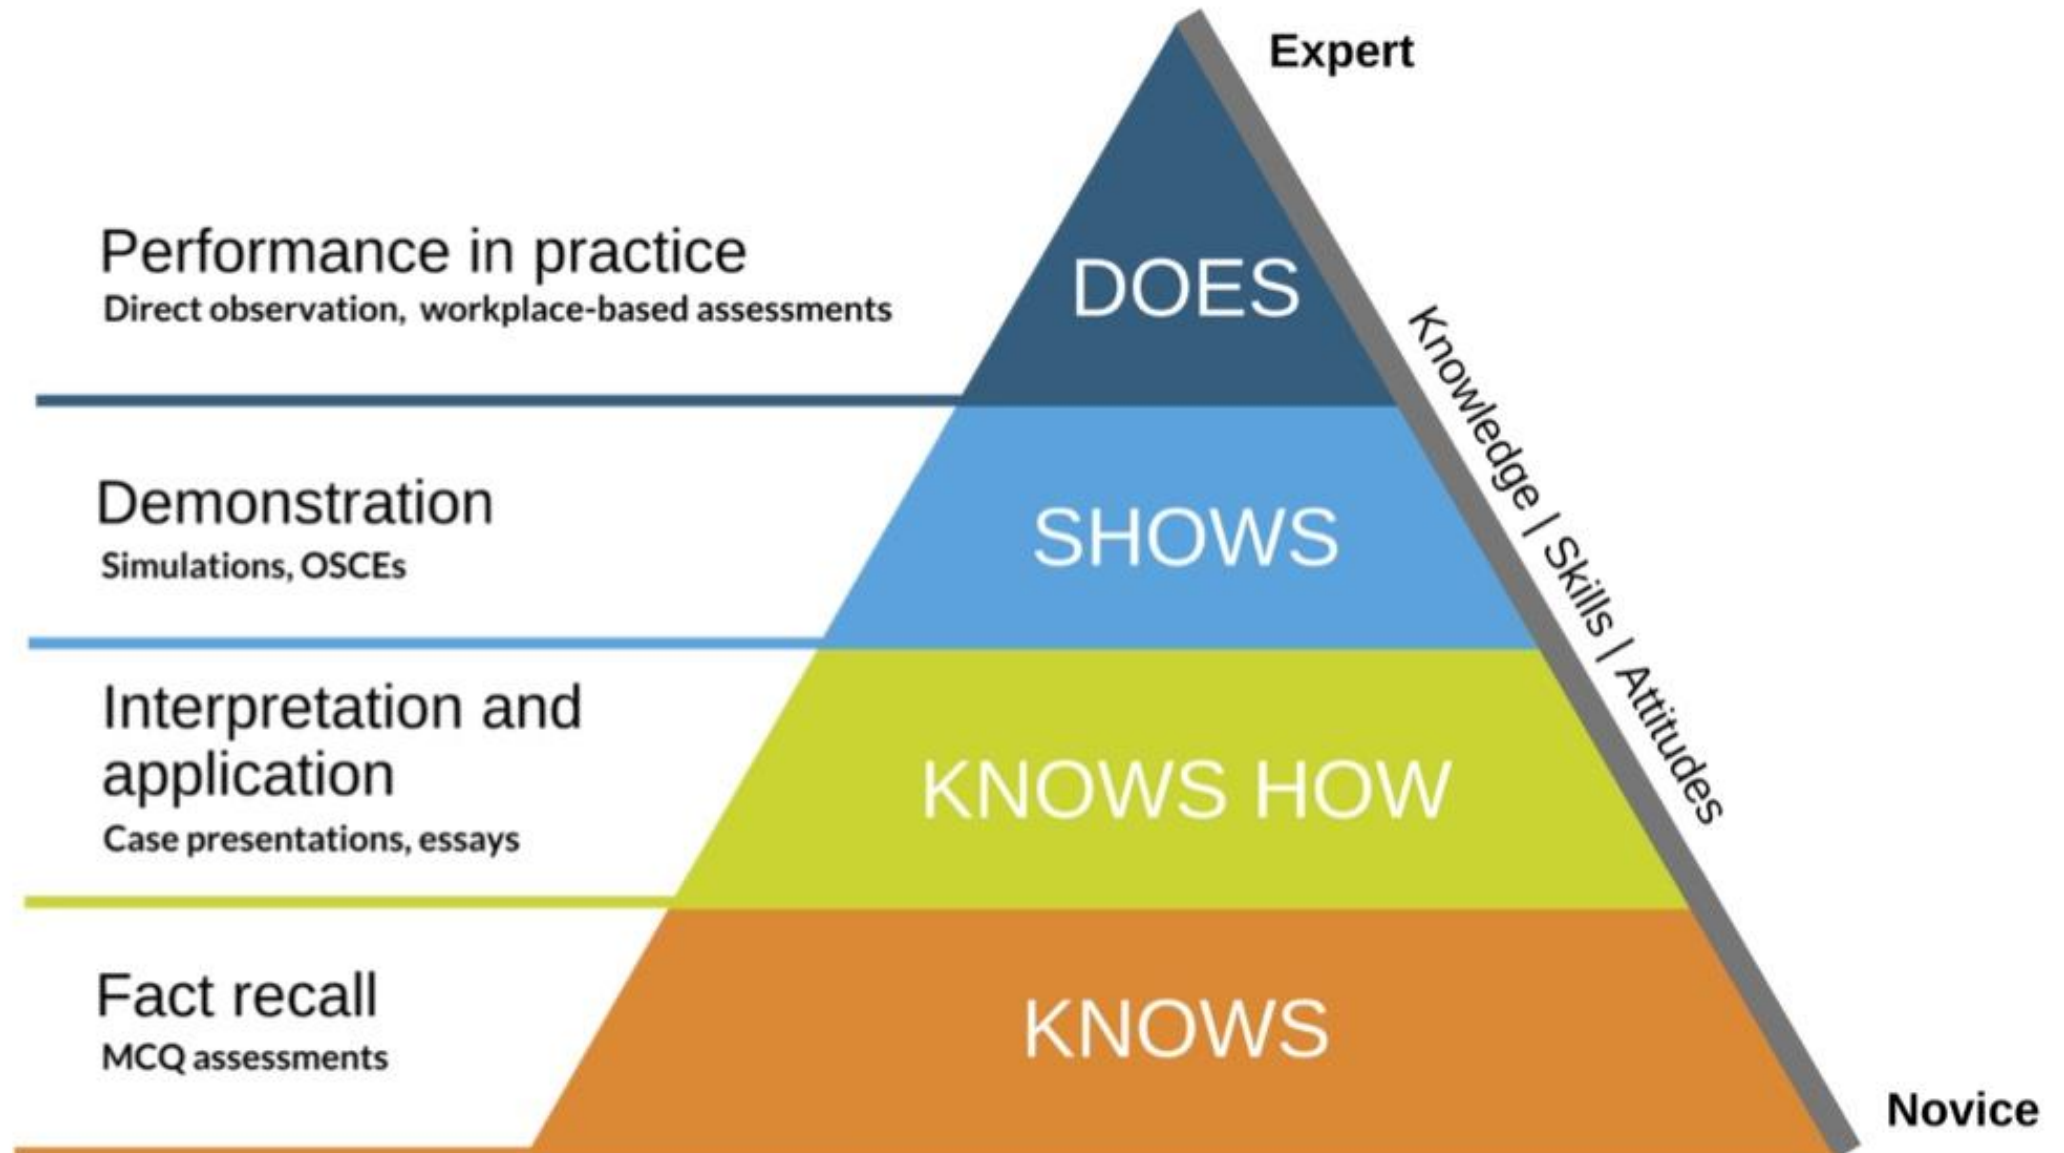 Expert
Performance in practice
Direct observation, workplace-based assessments
DOES
Demonstration
Simulations, OSCEs
SHOWS
Knowledge | Skills | Attitudes
Interpretation and
application
Case presentations, essays
KNOWS HOW
Fact recall
MCQ assessments
KNOWS
Novice